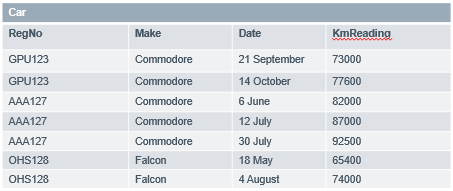 Car
RegNo Make Date KmReading
GPU123 Commodore 21 September 73000
GPU123 Commodore 14 October 77600
AAA127 Commodore 6 June 82000
AAA127 Commodore 12 July 87000
AAA127 Commodore 30 July 92500
OHS128 Falcon 18 May 65400
OHS128 Falcon 4 August 74000